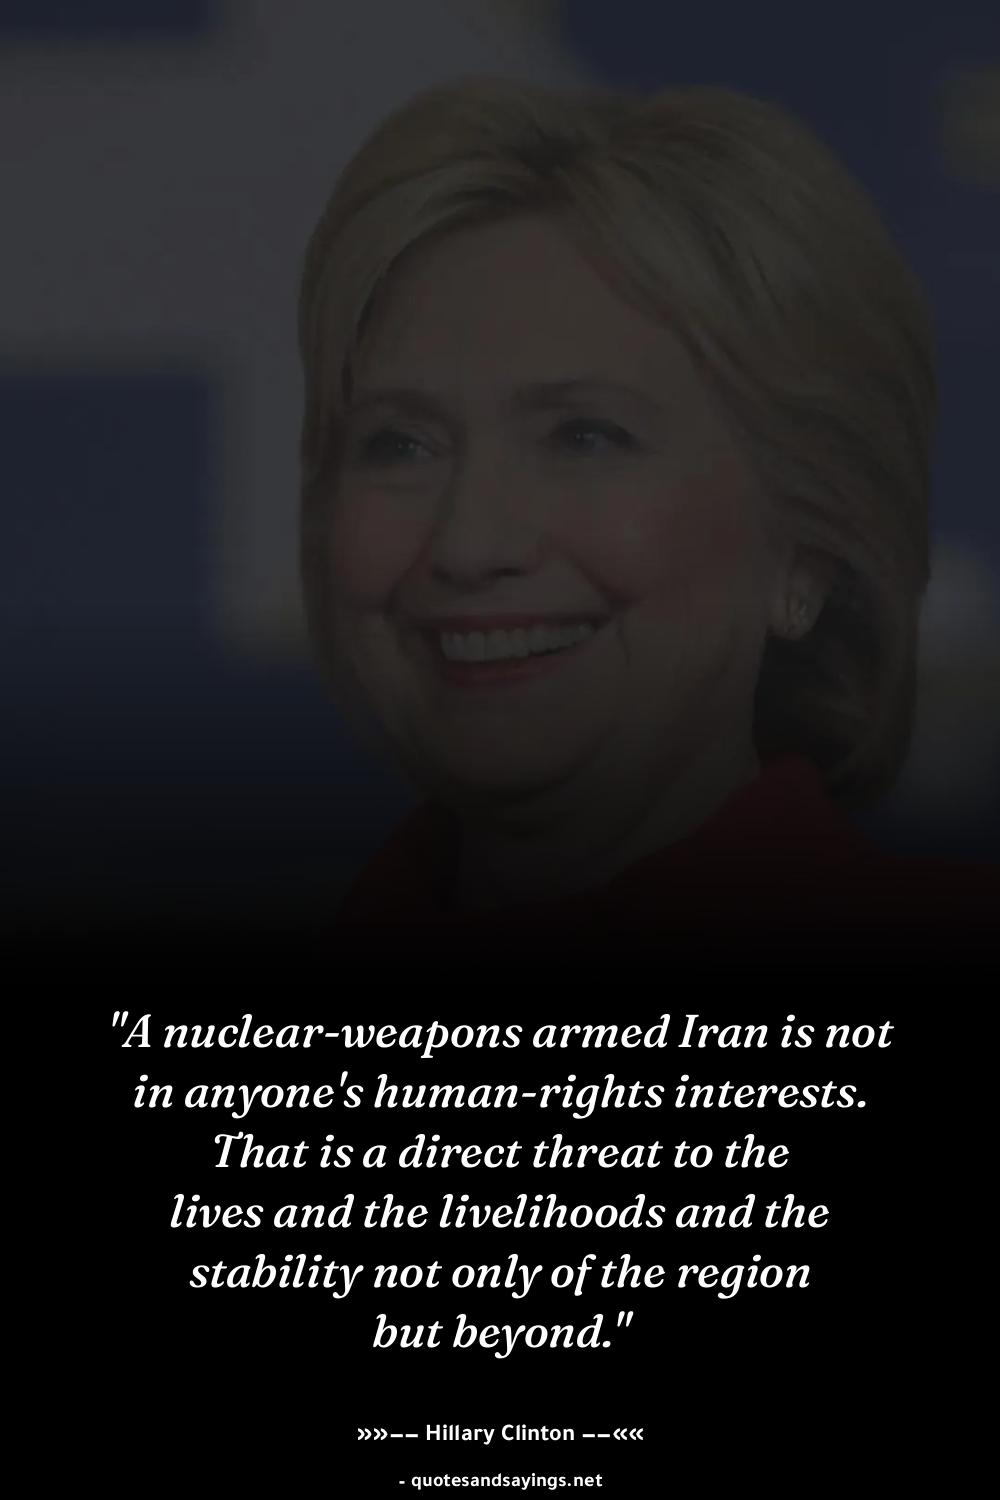 "A nuclear-weapons armed Iran is not
in anyone's human-rights interests.
That is a direct threat to the
lives and the livelihoods and the
stability not only of the region
but beyond."
»»–– Hillary Clinton ––««
- quotesandsayings.net